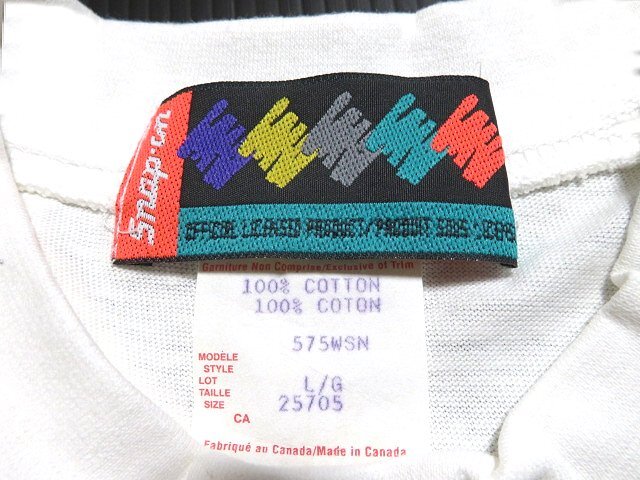 Snap-on
OFFICIAL LICENSED PRODUCT/PRODUIT SOUS
Garniture Non Comprise/Exclusive of Trim
100% COTTON
100% COTON
575WSN
MODÈLE
STYLE
LOT
TAILLE L/G
SIZE 25705
CA
Fabriqué au Canada/Made in Canada